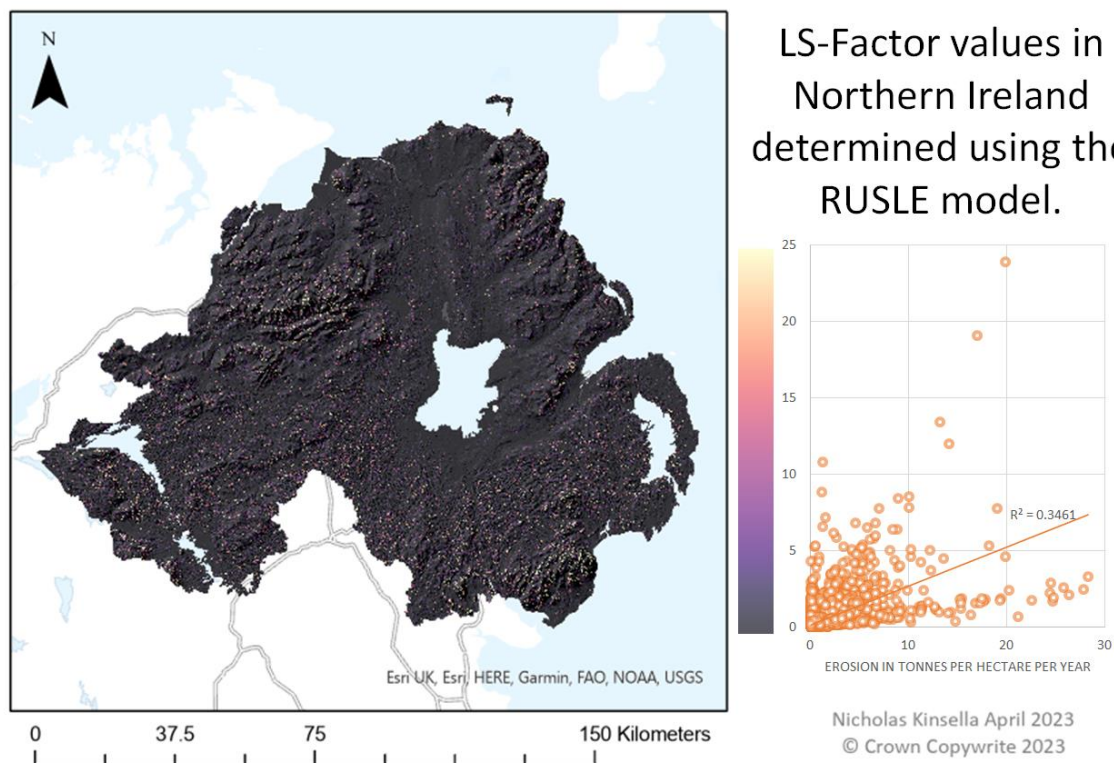 N
LS-Factor values in
Northern Ireland
determined using the
RUSLE model.
25
20
15
10
5
0
R² = 0.3461
0 10 20 30
EROSION IN TONNES PER HECTARE PER YEAR
Esri UK, Esri, HERE, Garmin, FAO, NOAA, USGS
0 37.5 75 150 Kilometers
Nicholas Kinsella April 2023
© Crown Copywrite 2023